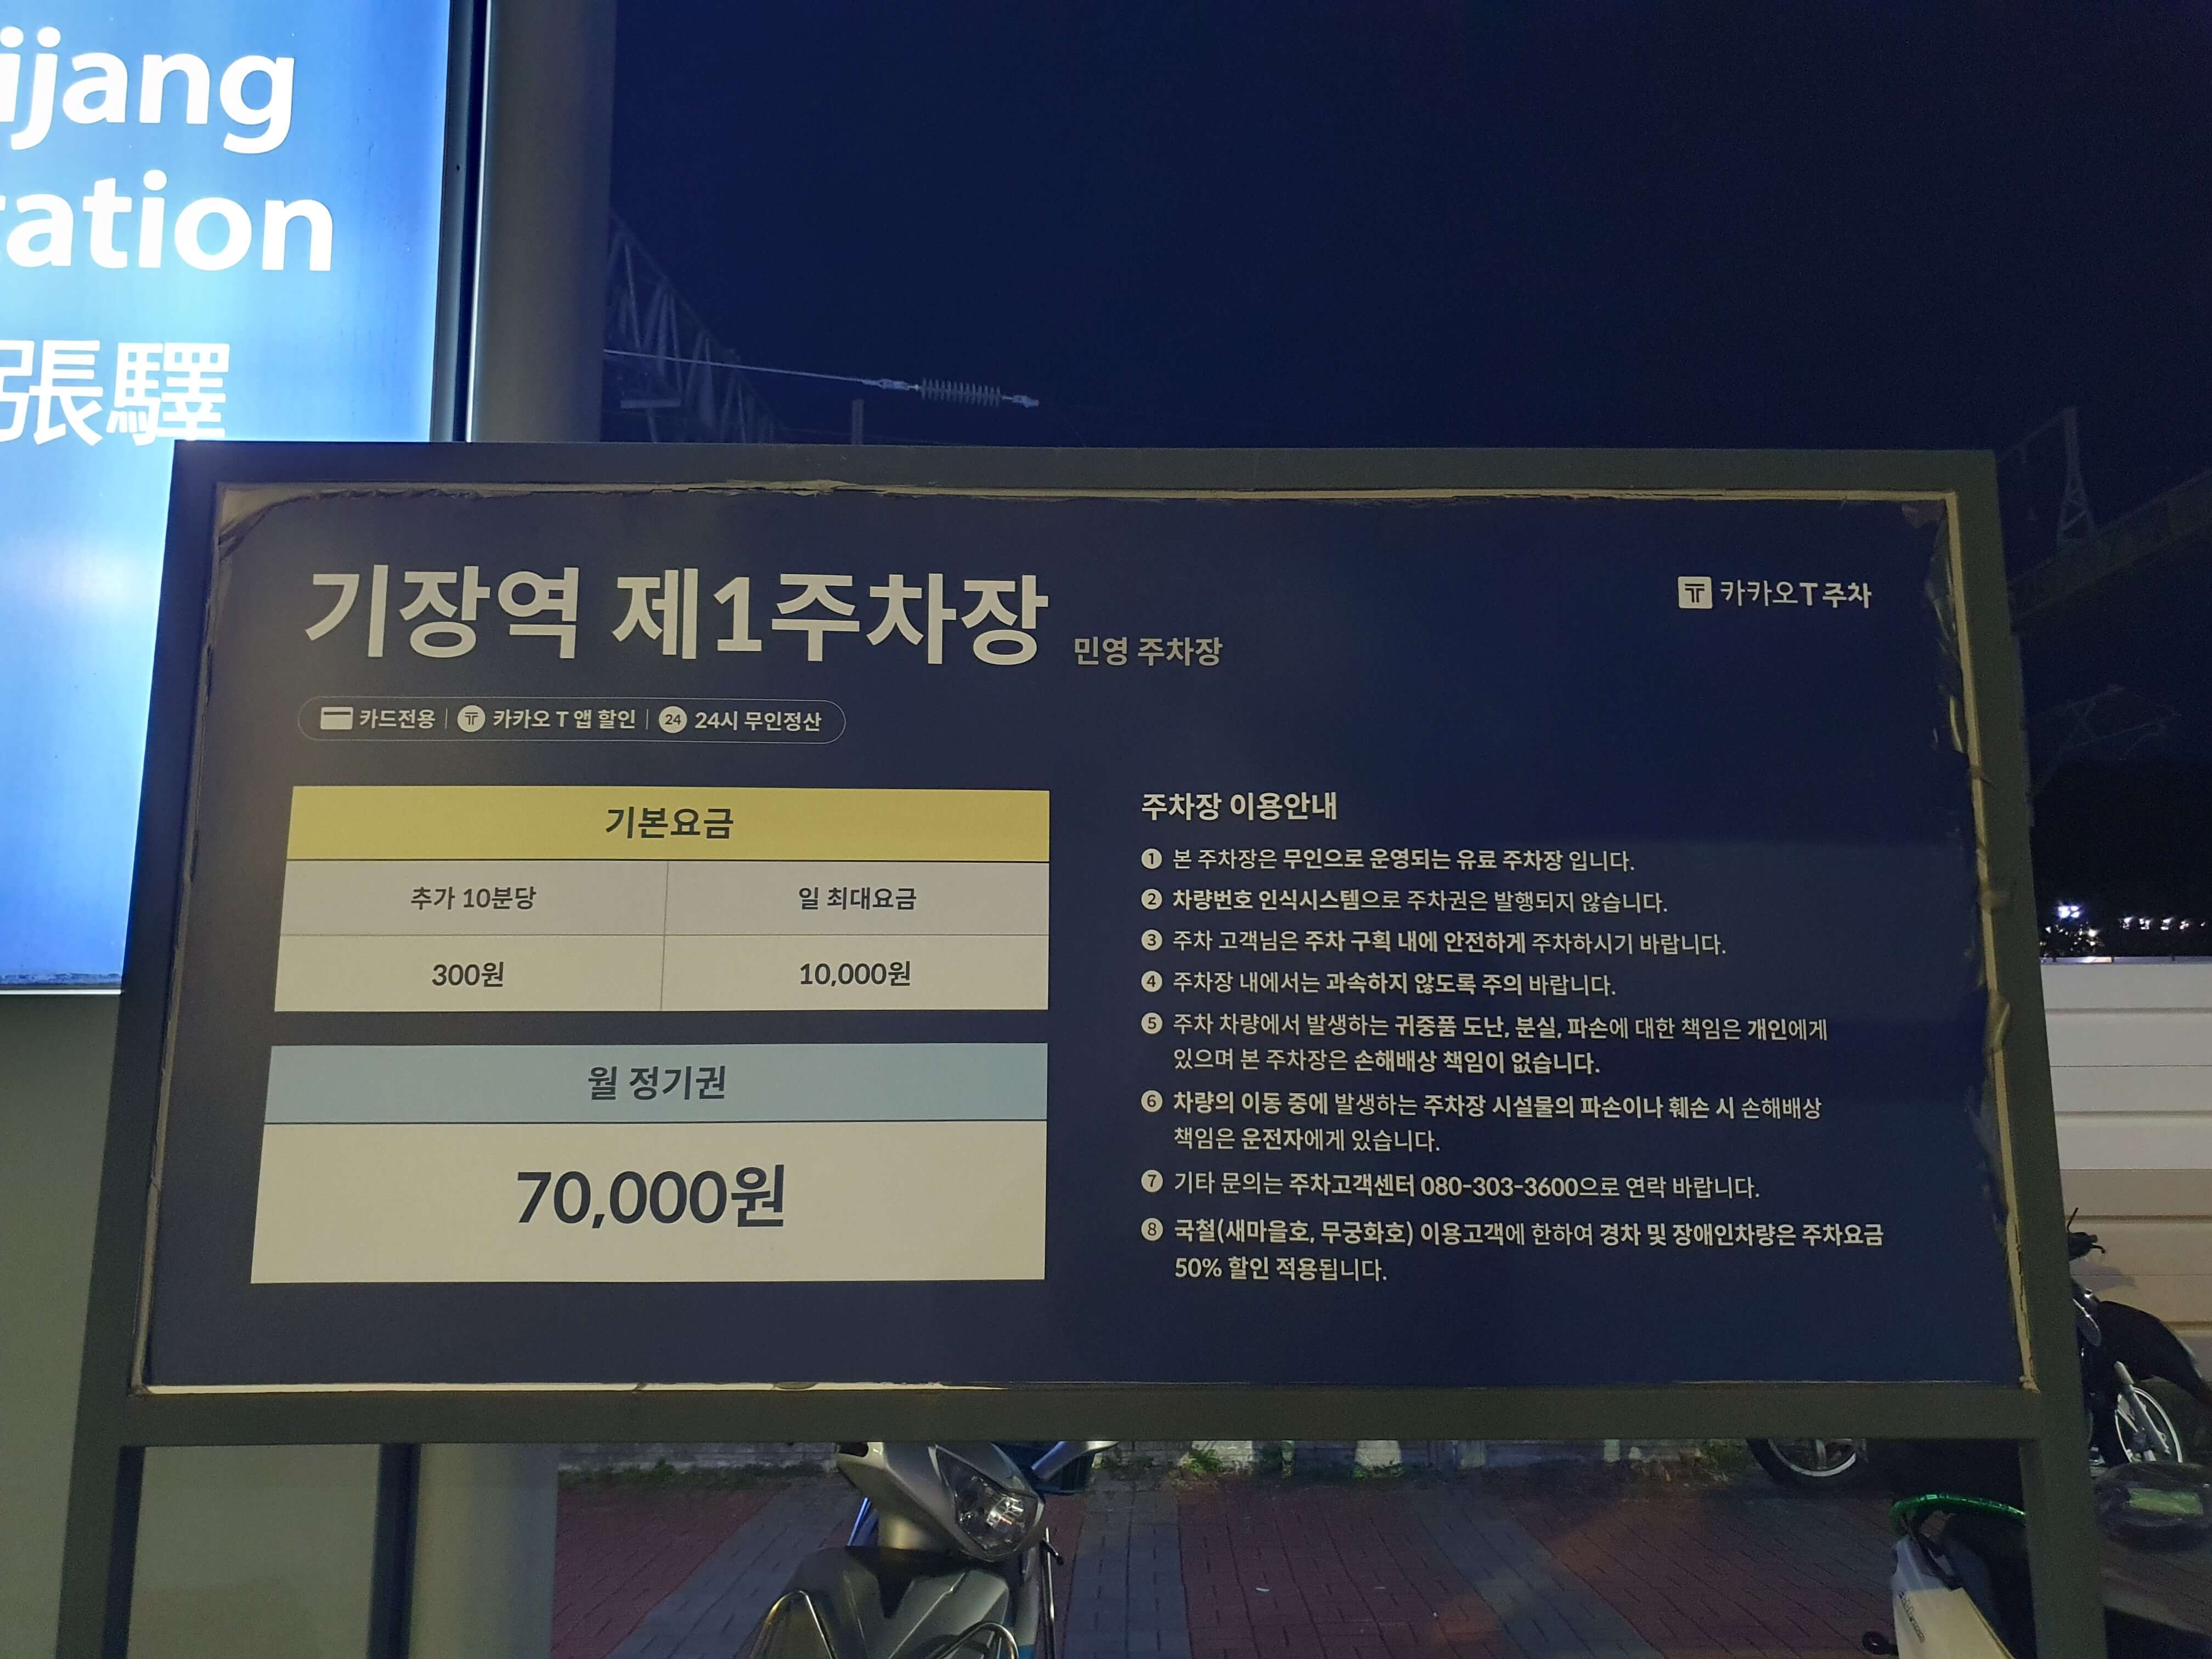 ijang
tation
張驛
기장역 제1주차장 민영 주차장
카카오 T 주차
카드전용 | 카카오 T 앱 할인 | 24 24시 무인정산
기본요금
추가 10분당 일 최대요금
300원 10,000원
월 정기권
70,000원
주차장 이용안내
1 본 주차장은 무인으로 운영되는 유료 주차장 입니다.
2 차량번호 인식시스템으로 주차권은 발행되지 않습니다.
3 주차 고객님은 주차 구획 내에 안전하게 주차하시기 바랍니다.
4 주차장 내에서는 과속하지 않도록 주의 바랍니다.
5 주차 차량에서 발생하는 귀중품 도난, 분실, 파손에 대한 책임은 개인에게
있으며 본 주차장은 손해배상 책임이 없습니다.
6 차량의 이동 중에 발생하는 주차장 시설물의 파손이나 훼손 시 손해배상
책임은 운전자에게 있습니다.
7 기타 문의는 주차고객센터 080-303-3600으로 연락 바랍니다.
8 국철(새마을호, 무궁화호) 이용고객에 한하여 경차 및 장애인차량은 주차요금
50% 할인 적용됩니다.